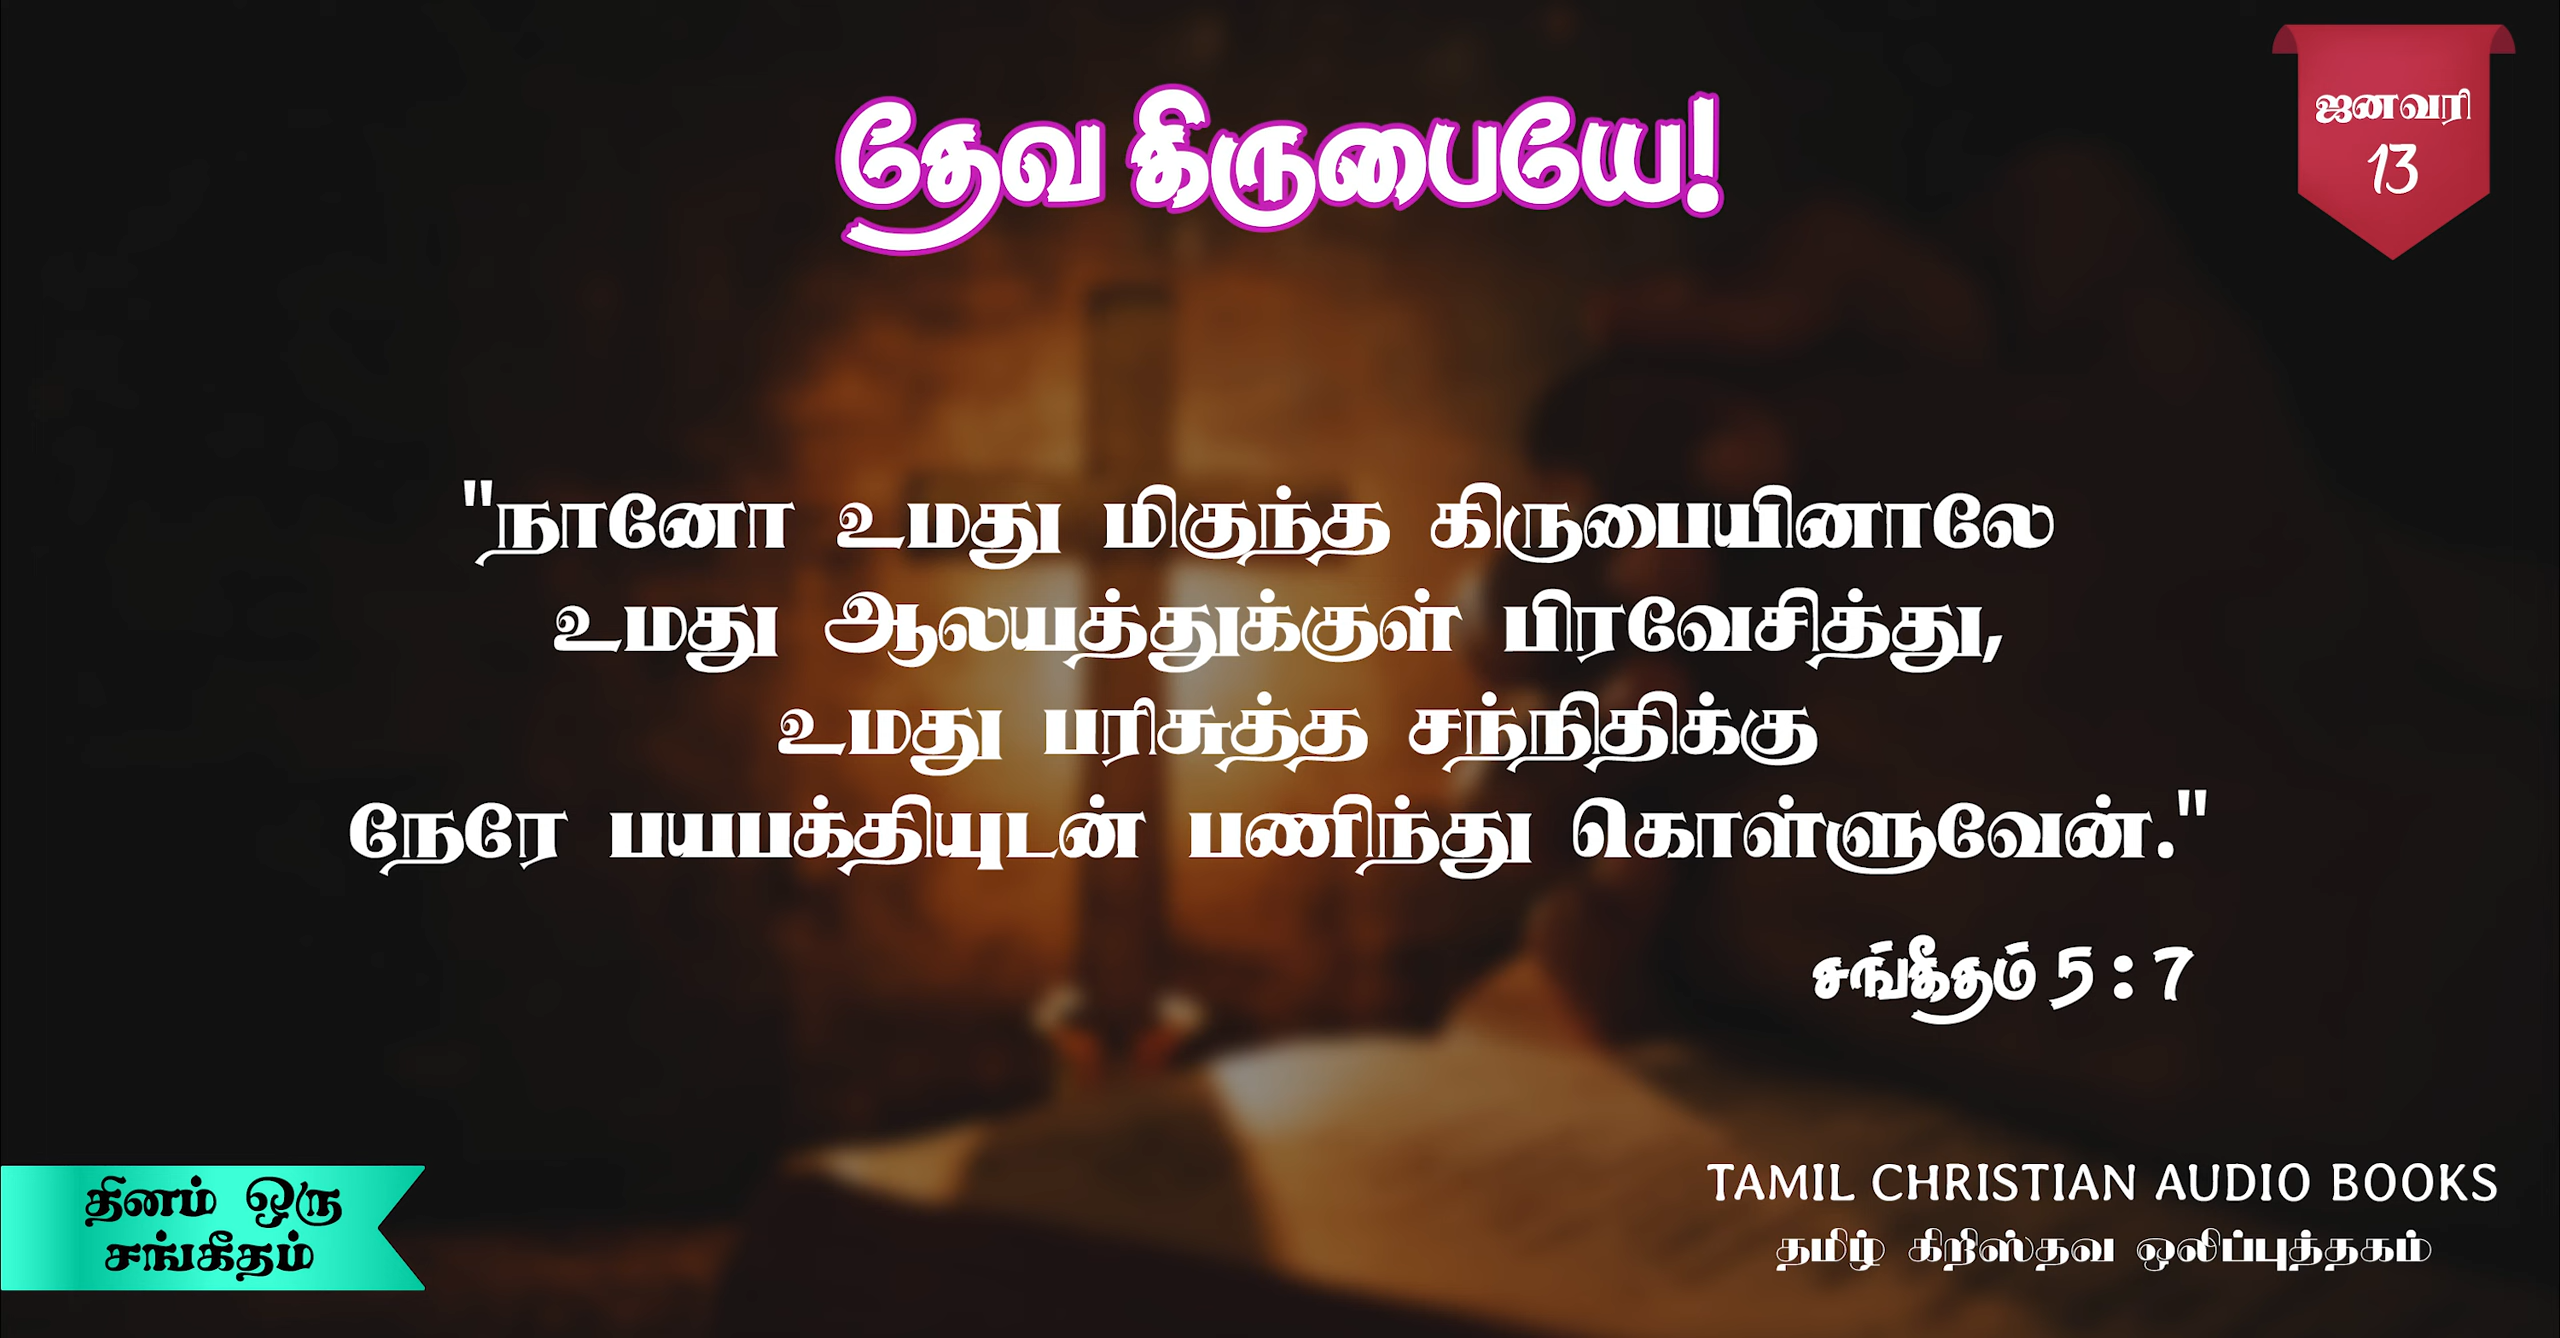 தேவ கிருபையே!
ஜனவரி
13
"நானோ உமது மிகுந்த கிருபையினாலே
உமது ஆலயத்துக்குள் பிரவேசித்து,
உமது பரிசுத்த சந்நிதிக்கு
நேரே பயபக்தியுடன் பணிந்து கொள்ளுவேன்."
சங்கீதம் 5 : 7
தினம் ஒரு
சங்கீதம்
TAMIL CHRISTIAN AUDIO BOOKS
தமிழ் கிறிஸ்தவ ஒலிப்புத்தகம்